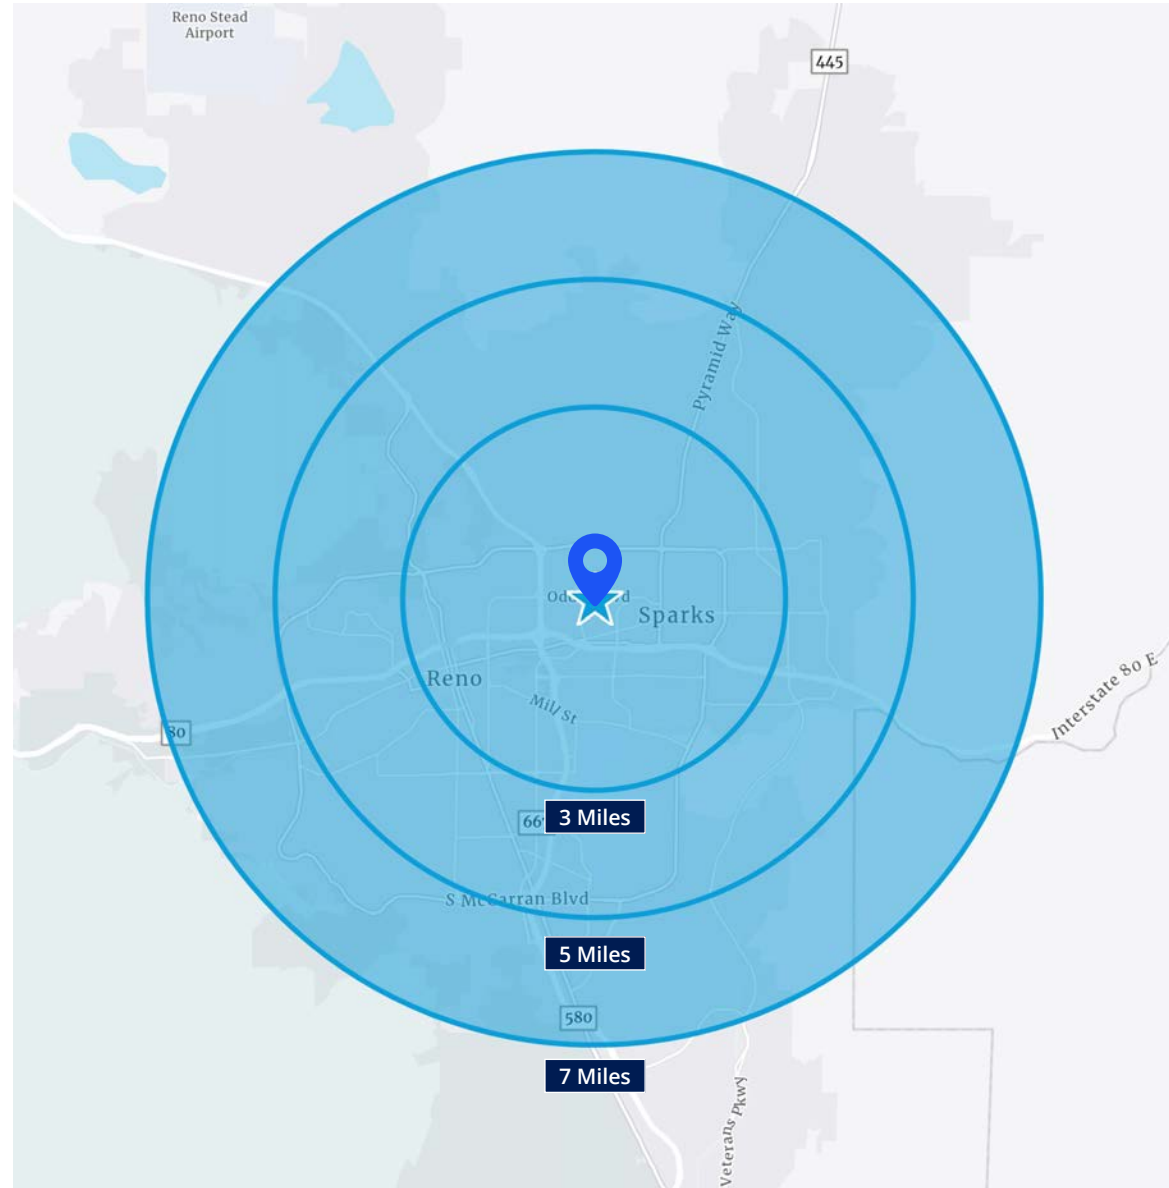 Reno Stead
Airport
445
Pyramid Way
Sparks
Reno
Mill St
80
Interstate 80 E
3 Miles
S McCarran Blvd
5 Miles
580
7 Miles
Veterans Pkwy